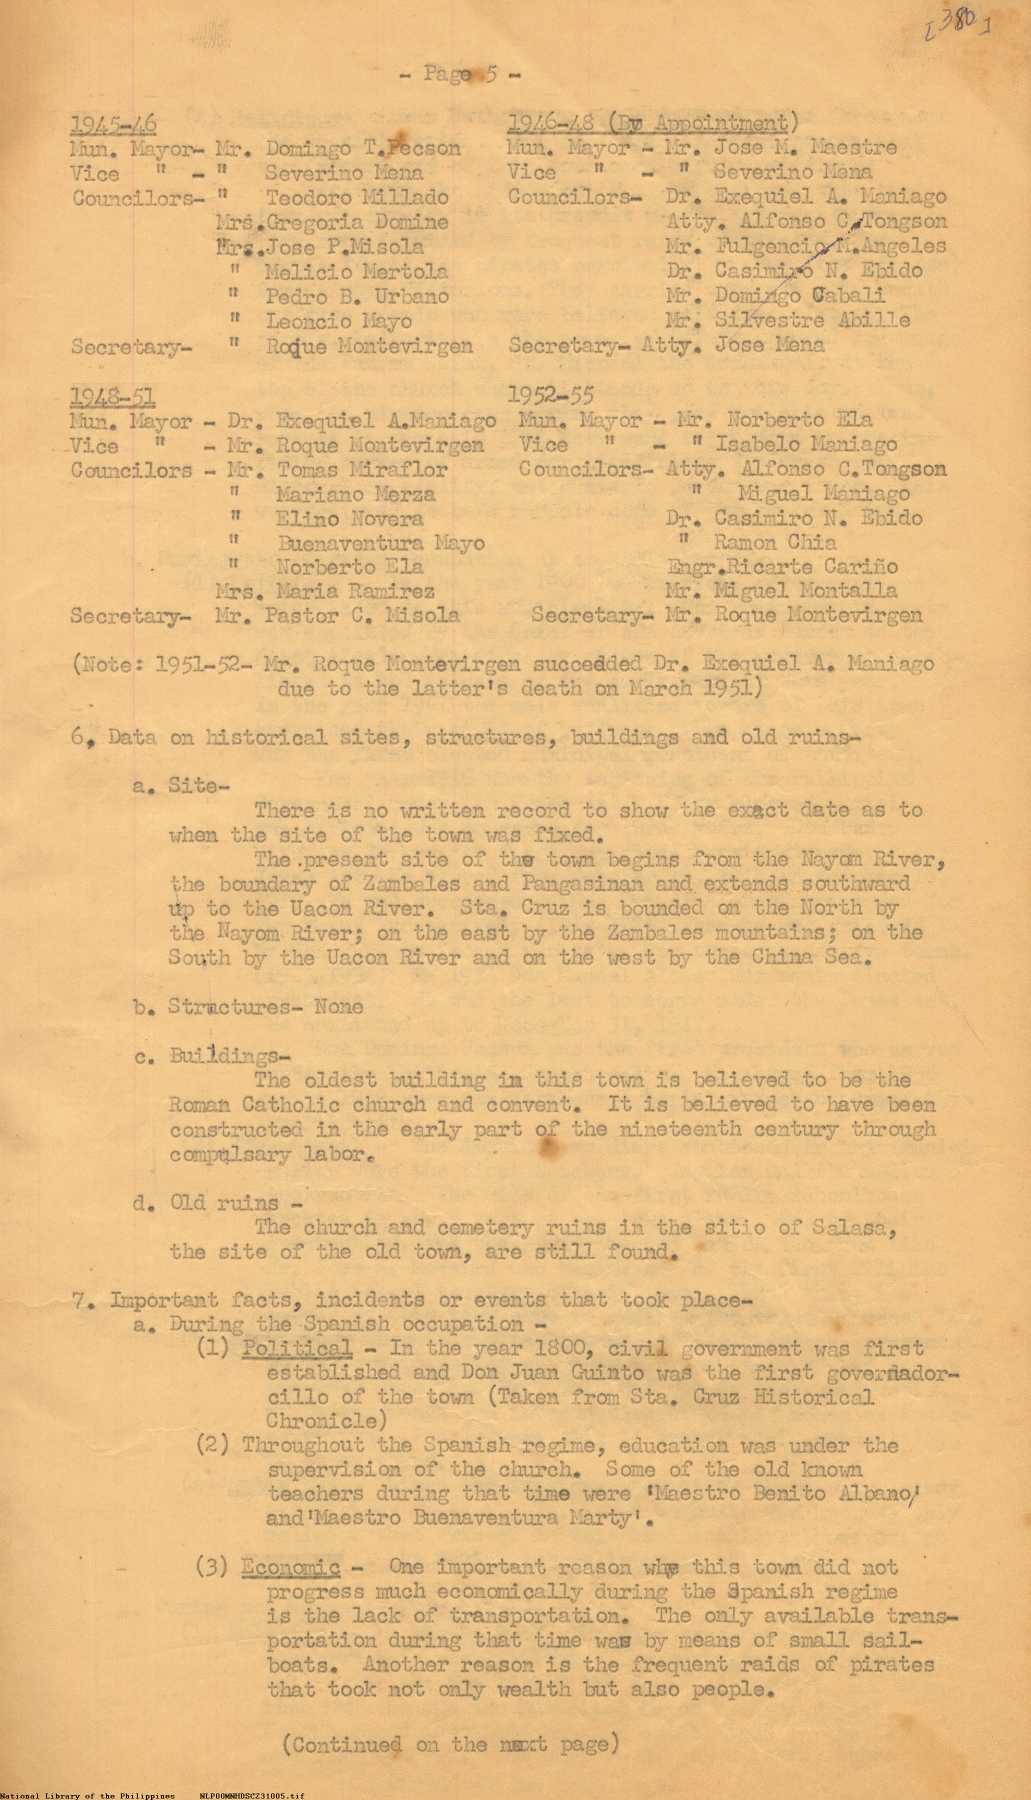 [380]
- Page 5 -
1945-46
Mun. Mayor- Mr. Domingo T.Pecson
Vice " - " Severino Mena
Councilors- " Teodoro Millado
Mrs.Gregoria Domine
Mrs.Jose P.Misola
" Melicio Mertola
" Pedro B. Urbano
" Leoncio Mayo
Secretary- " Roque Montevirgen
1946-48 (By Appointment)
Mun. Mayor - Mr. Jose M. Maestre
Vice " - " Severino Mena
Councilors- Dr. Exequiel A. Maniago
Atty. Alfonso C.Tongson
Mr. Fulgencio M.Angeles
Dr. Casimiro N. Ebido
Mr. Domingo Cabali
Mr. Silvestre Abille
Secretary- Atty. Jose Mena
1948-51
Mun. Mayor - Dr. Exequiel A.Maniago
Vice " - Mr. Roque Montevirgen
Councilors - Mr. Tomas Miraflor
" Mariano Merza
" Elino Novera
" Buenaventura Mayo
" Norberto Ela
Mrs. Maria Ramirez
Secretary- Mr. Pastor C. Misola
1952-55
Mun. Mayor - Mr. Norberto Ela
Vice " - " Isabelo Maniago
Councilors- Atty. Alfonso C.Tongson
" Miguel Maniago
Dr. Casimiro N. Ebido
" Ramon Chia
Engr.Ricarte Cariño
Mr. Miguel Montalla
Secretary- Mr. Roque Montevirgen
(Note: 1951-52- Mr. Roque Montevirgen succedded Dr. Exequiel A. Maniago
due to the latter's death on March 1951)
6. Data on historical sites, structures, buildings and old ruins-
a. Site-
There is no written record to show the exact date as to
when the site of the town was fixed.
The present site of the town begins from the Nayom River,
the boundary of Zambales and Pangasinan and extends southward
up to the Uacon River. Sta. Cruz is bounded on the North by
the Nayom River; on the east by the Zambales mountains; on the
South by the Uacon River and on the west by the China Sea.
b. Structures- None
c. Buildings-
The oldest building in this town is believed to be the
Roman Catholic church and convent. It is believed to have been
constructed in the early part of the nineteenth century through
compulsary labor.
d. Old ruins -
The church and cemetery ruins in the sitio of Salasa,
the site of the old town, are still found.
7. Important facts, incidents or events that took place-
a. During the Spanish occupation -
(1) Political - In the year 1800, civil government was first
established and Don Juan Guinto was the first governador-
cillo of the town (Taken from Sta. Cruz Historical
Chronicle)
(2) Throughout the Spanish regime, education was under the
supervision of the church. Some of the old known
teachers during that time were 'Maestro Benito Albano,'
and'Maestro Buenaventura Marty'.
(3) Economic - One important reason why this town did not
progress much economically during the Spanish regime
is the lack of transportation. The only available trans-
portation during that time was by means of small sail-
boats. Another reason is the frequent raids of pirates
that took not only wealth but also people.
(Continued on the next page)
National Library of the Philippines NLPO0MNHDSCZ31005.tif